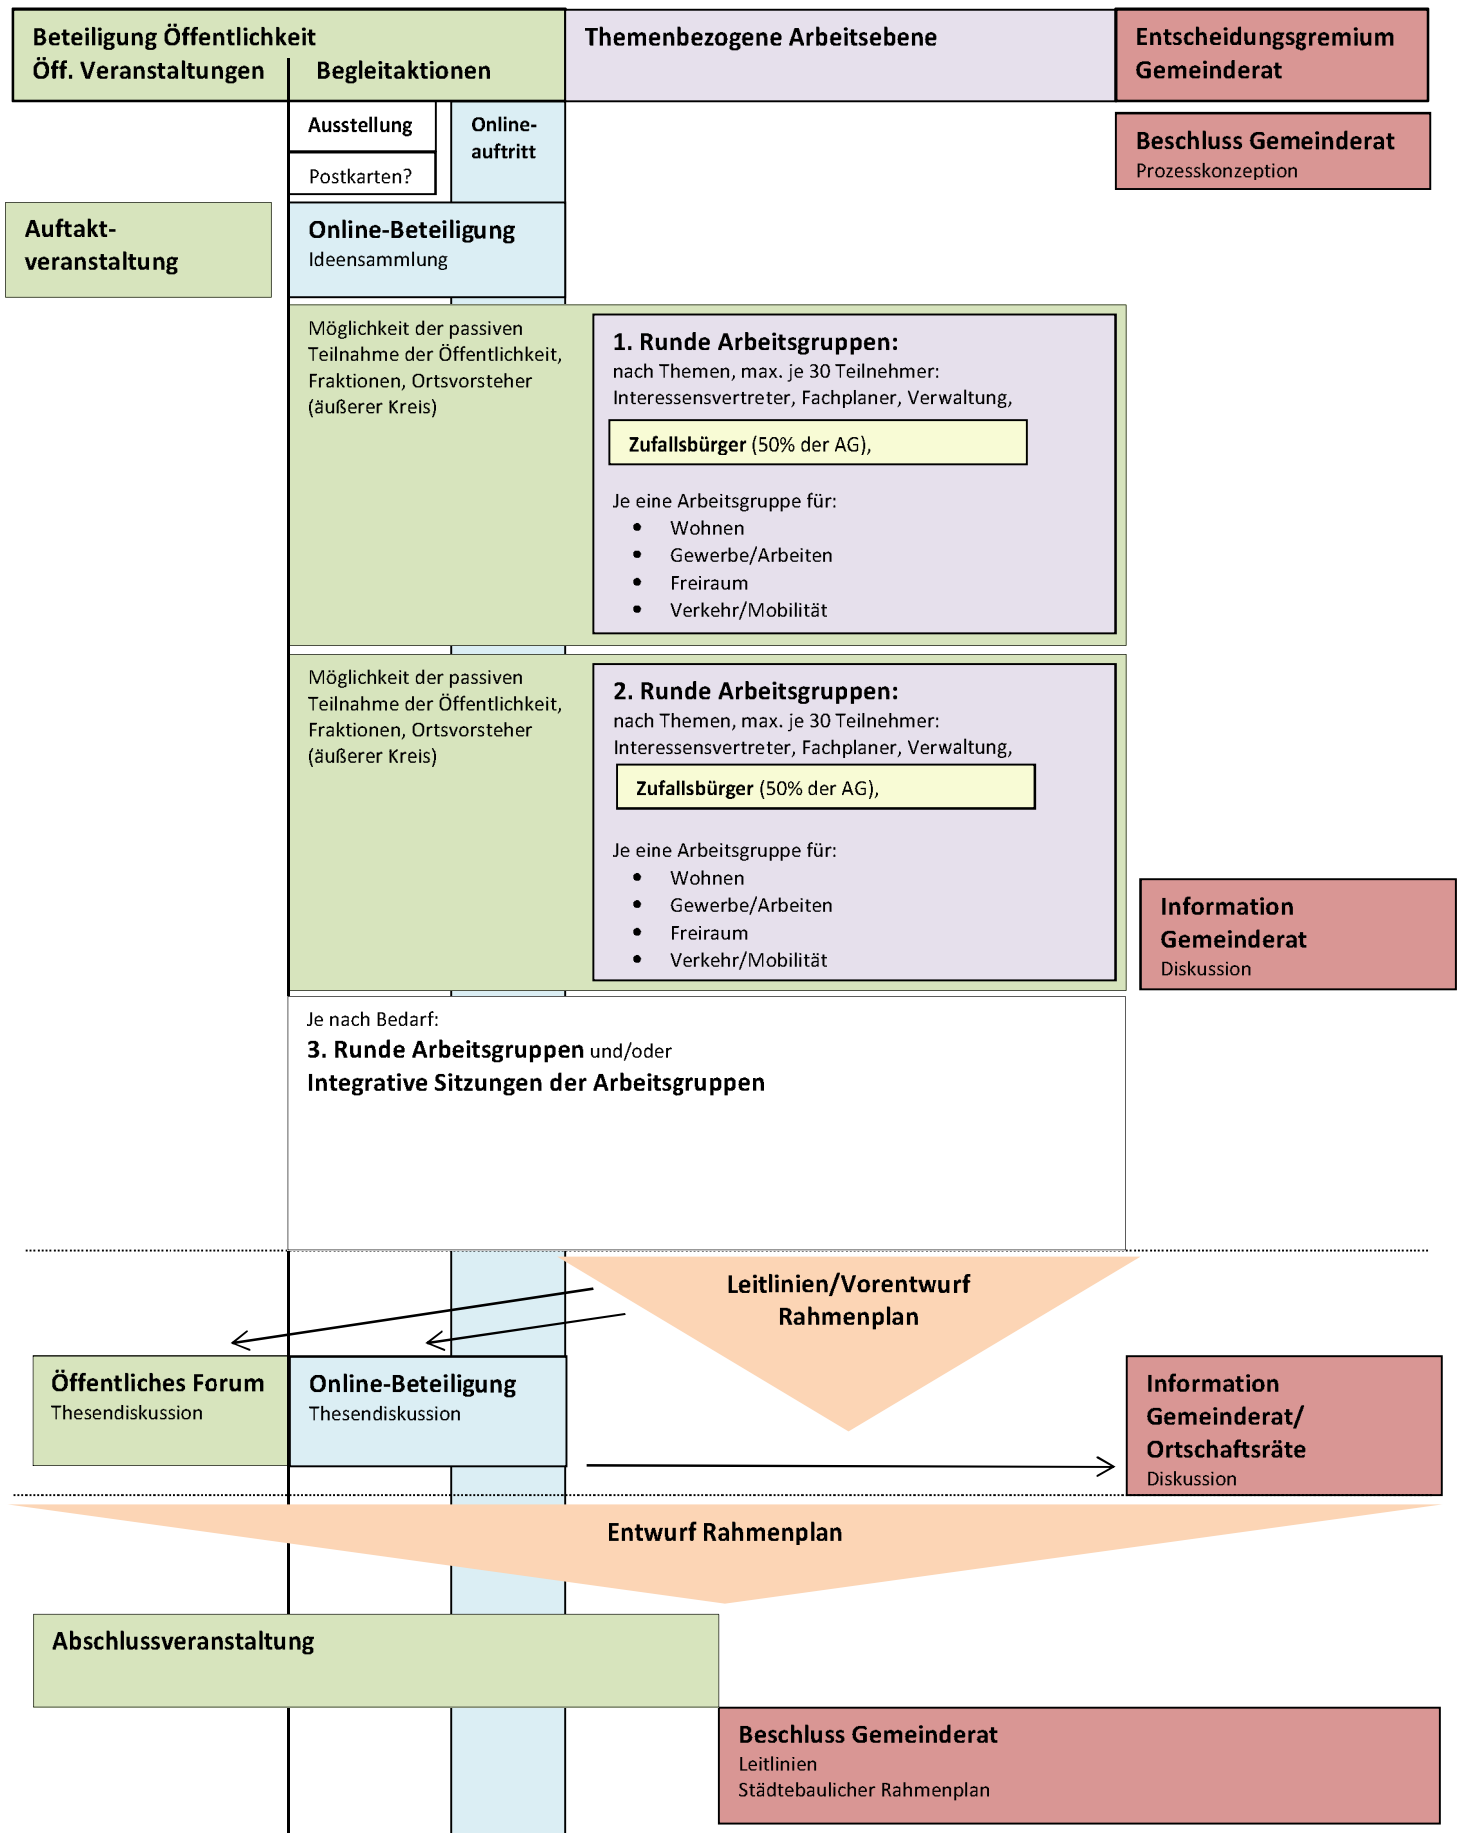 Beteiligung Öffentlichkeit
Öff. Veranstaltungen
Begleitaktionen
Themenbezogene Arbeitsebene
Entscheidungsgremium
Gemeinderat
Ausstellung
Postkarten?
Online-
auftritt
Beschluss Gemeinderat
Prozesskonzeption
Auftakt-
veranstaltung
Online-Beteiligung
Ideensammlung
Möglichkeit der passiven
Teilnahme der Öffentlichkeit,
Fraktionen, Ortsvorsteher
(äußerer Kreis)
1. Runde Arbeitsgruppen:
nach Themen, max. je 30 Teilnehmer:
Interessensvertreter, Fachplaner, Verwaltung,
Zufallsbürger (50% der AG),
Je eine Arbeitsgruppe für:
• Wohnen
• Gewerbe/Arbeiten
• Freiraum
• Verkehr/Mobilität
Möglichkeit der passiven
Teilnahme der Öffentlichkeit,
Fraktionen, Ortsvorsteher
(äußerer Kreis)
2. Runde Arbeitsgruppen:
nach Themen, max. je 30 Teilnehmer:
Interessensvertreter, Fachplaner, Verwaltung,
Zufallsbürger (50% der AG),
Je eine Arbeitsgruppe für:
• Wohnen
• Gewerbe/Arbeiten
• Freiraum
• Verkehr/Mobilität
Information
Gemeinderat
Diskussion
Je nach Bedarf:
3. Runde Arbeitsgruppen und/oder
Integrative Sitzungen der Arbeitsgruppen
Leitlinien/Vorentwurf
Rahmenplan
Öffentliches Forum
Thesendiskussion
Online-Beteiligung
Thesendiskussion
Information
Gemeinderat/
Ortschaftsräte
Diskussion
Entwurf Rahmenplan
Abschlussveranstaltung
Beschluss Gemeinderat
Leitlinien
Städtebaulicher Rahmenplan